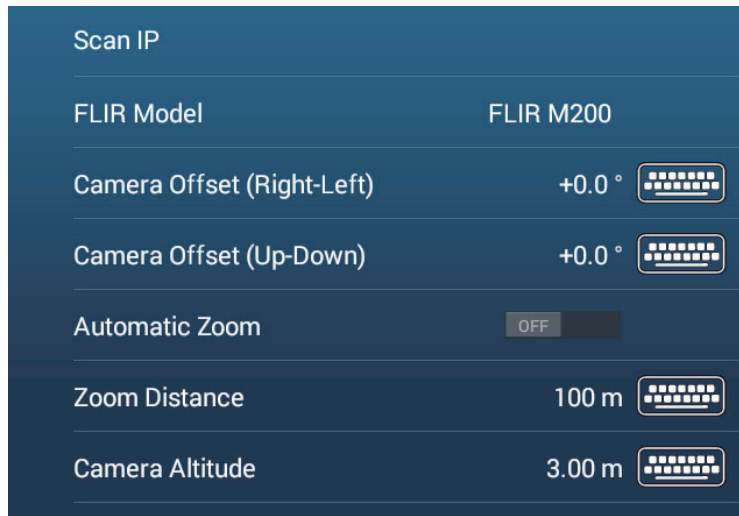 Scan IP
FLIR Model FLIR M200
Camera Offset (Right-Left) +0.0 °
Camera Offset (Up-Down) +0.0 °
Automatic Zoom OFF
Zoom Distance 100 m
Camera Altitude 3.00 m